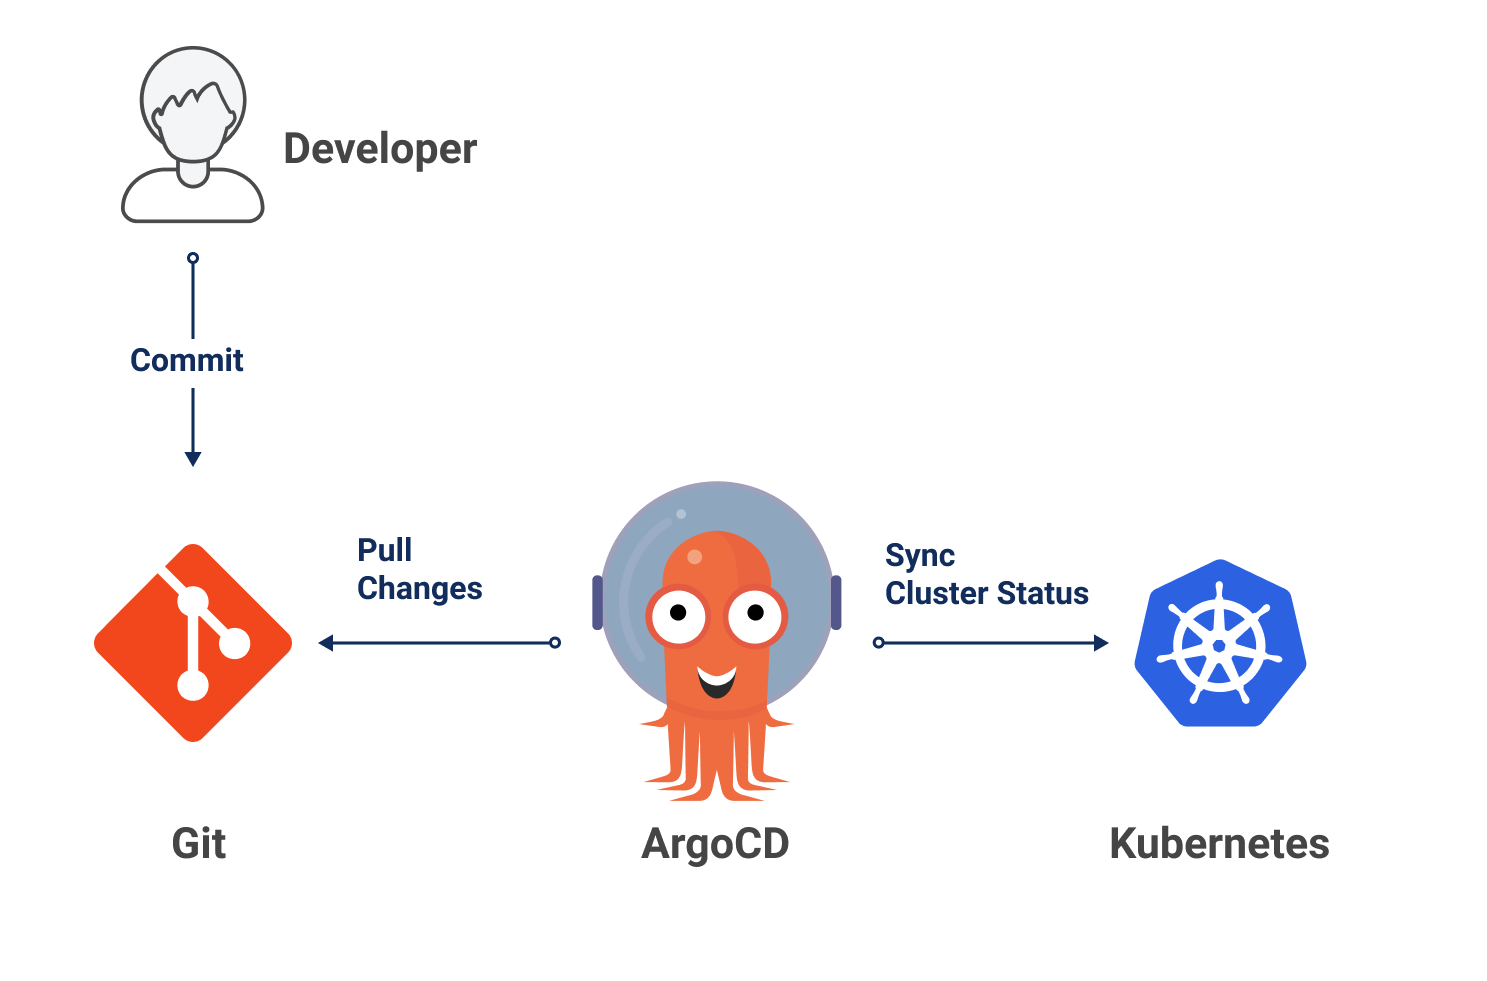 Developer
Commit
Pull
Changes
Sync
Cluster Status
Git
ArgoCD
Kubernetes